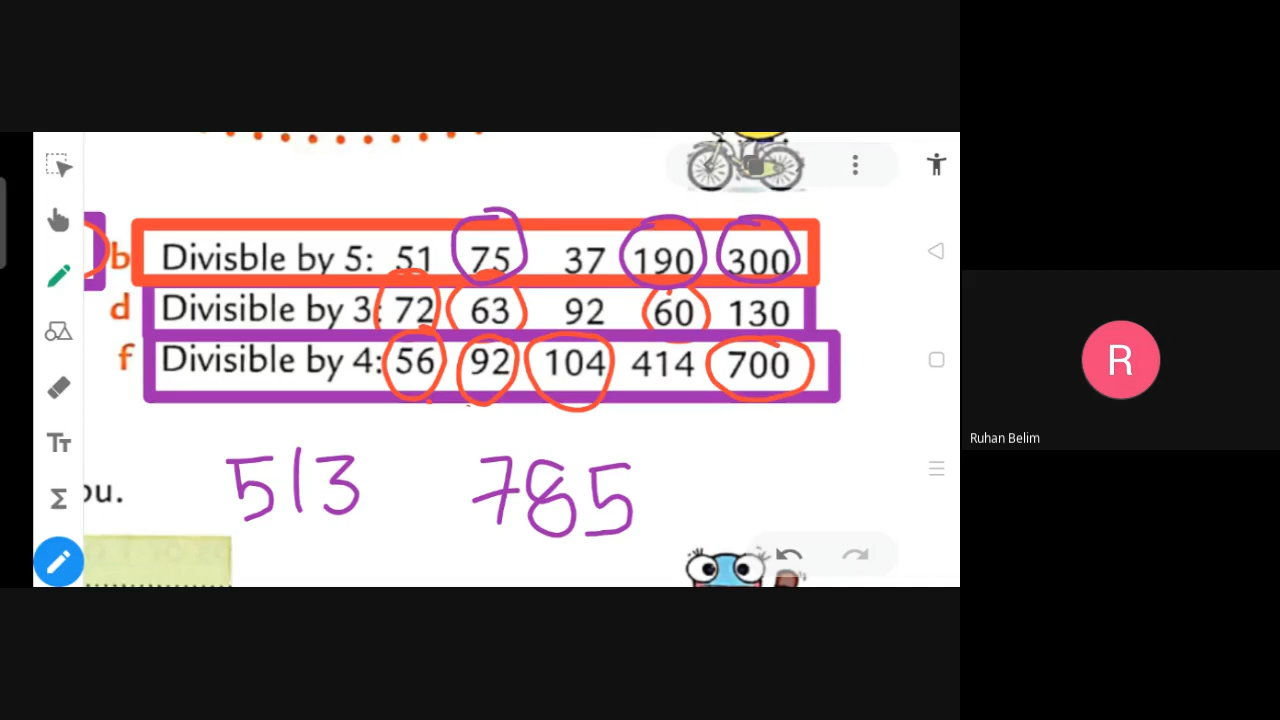 b Divisble by 5: 51 75 37 190 300
d Divisible by 3: 72 63 92 60 130
f Divisible by 4: 56 92 104 414 700
513 785
ou.
R
Ruhan Belim
TT
Σ